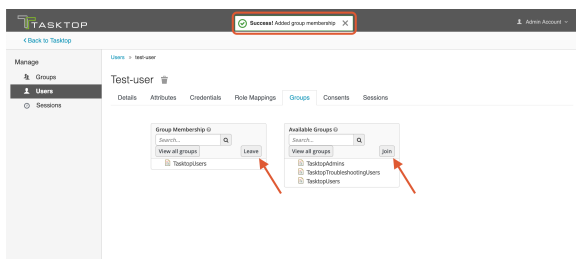 TASKTOP
Success! Added group membership
Admin Account
< Back to Tasktop
Manage
Groups
Users
Sessions
Users > test-user
Test-user
Details Attributes Credentials Role Mappings Groups Consents Sessions
Group Membership
Search...
View all groups Leave
TasktopUsers
Available Groups
Search...
View all groups Join
TasktopAdmins
TasktopTroubleshootingUsers
TasktopUsers